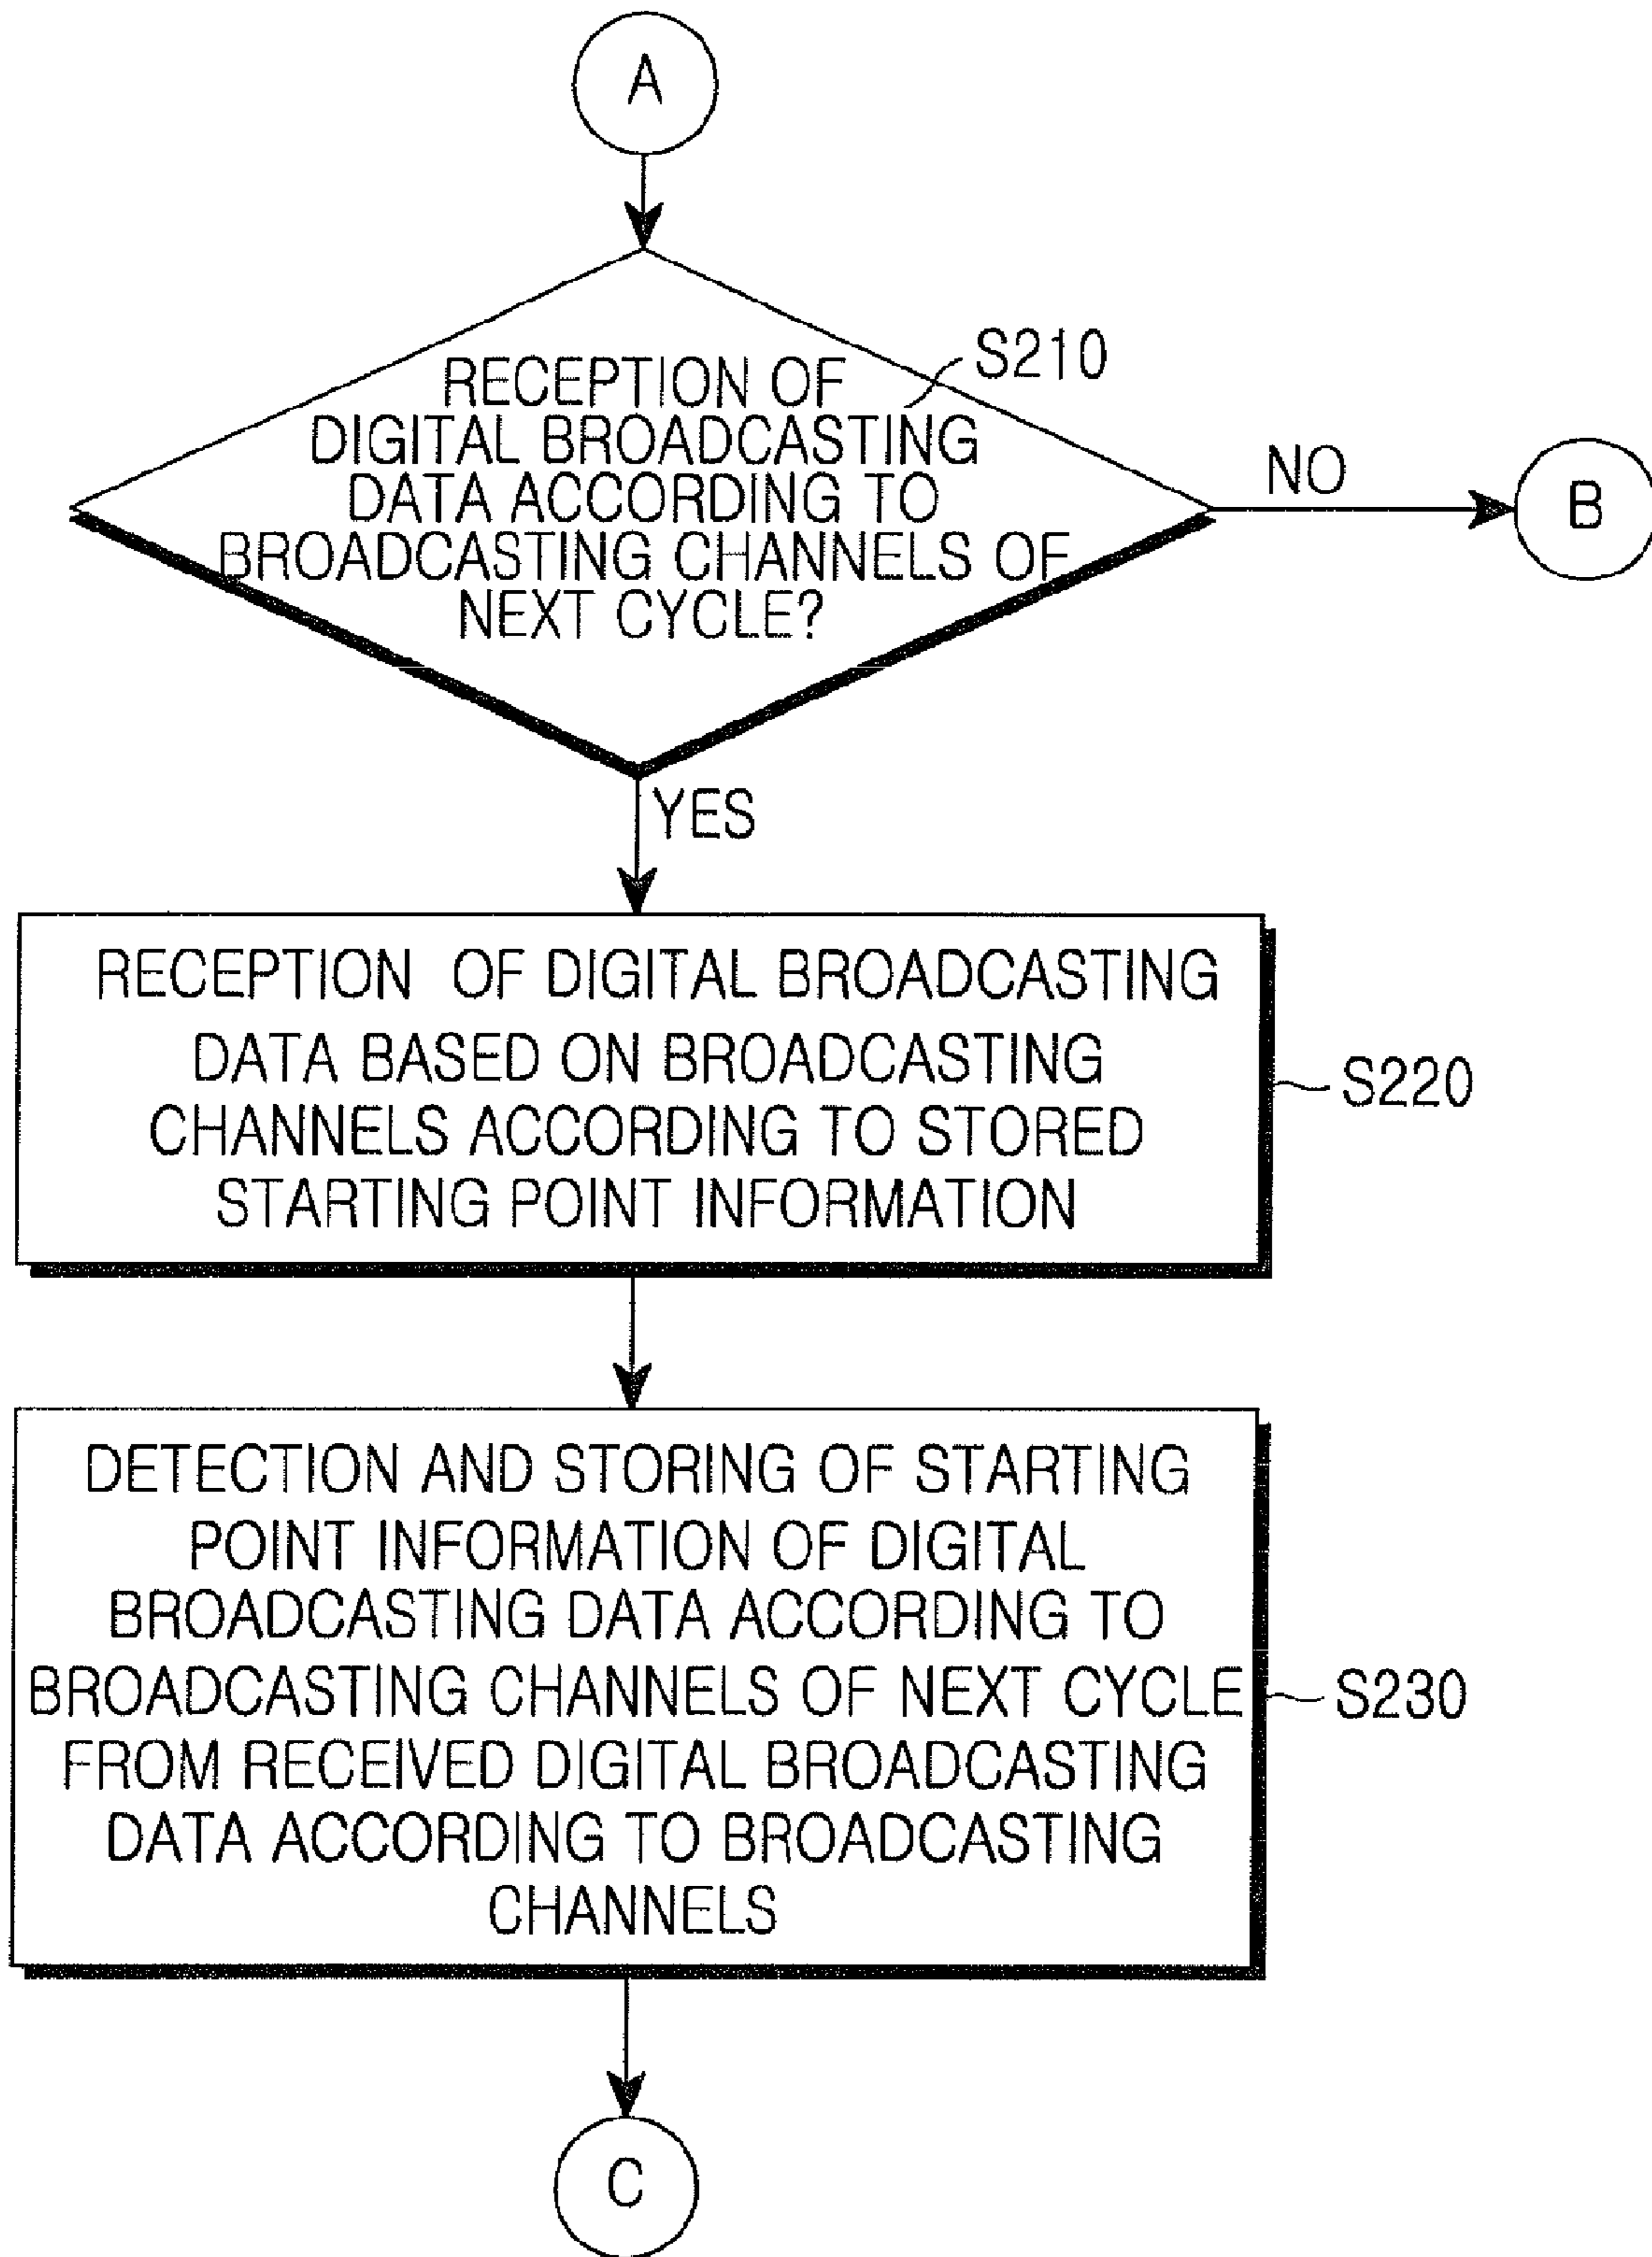 A
RECEPTION OF
S210
DIGITAL BROADCASTING
DATA ACCORDING TO
NO
B
BROADCASTING CHANNELS OF
NEXT CYCLE?
YES
RECEPTION OF DIGITAL BROADCASTING
DATA BASED ON BROADCASTING
S220
CHANNELS ACCORDING TO STORED
STARTING POINT INFORMATION
DETECTION AND STORING OF STARTING
POINT INFORMATION OF DIGITAL
BROADCASTING DATA ACCORDING TO
BROADCASTING CHANNELS OF NEXT CYCLE
S230
FROM RECEIVED DIGITAL BROADCASTING
DATA ACCORDING TO BROADCASTING
CHANNELS
C